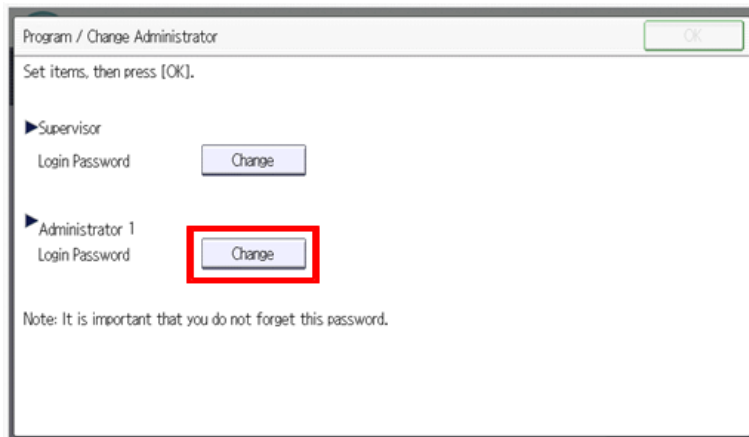 Program / Change Administrator
OK
Set items, then press [OK].
▶Supervisor
Login Password
Change
▶Administrator 1
Login Password
Change
Note: It is important that you do not forget this password.